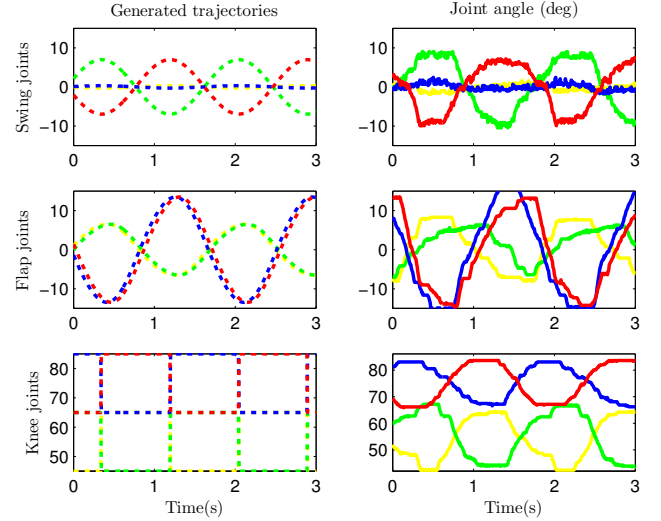 Generated trajectories
Joint angle (deg)
Swing joints
10
0
−10
0 1 2 3
10
0
−10
0 1 2 3
Flap joints
10
0
−10
0 1 2 3
10
0
−10
0 1 2 3
Knee joints
80
70
60
50
0 1 2 3
80
70
60
50
0 1 2 3
Time(s)
Time(s)